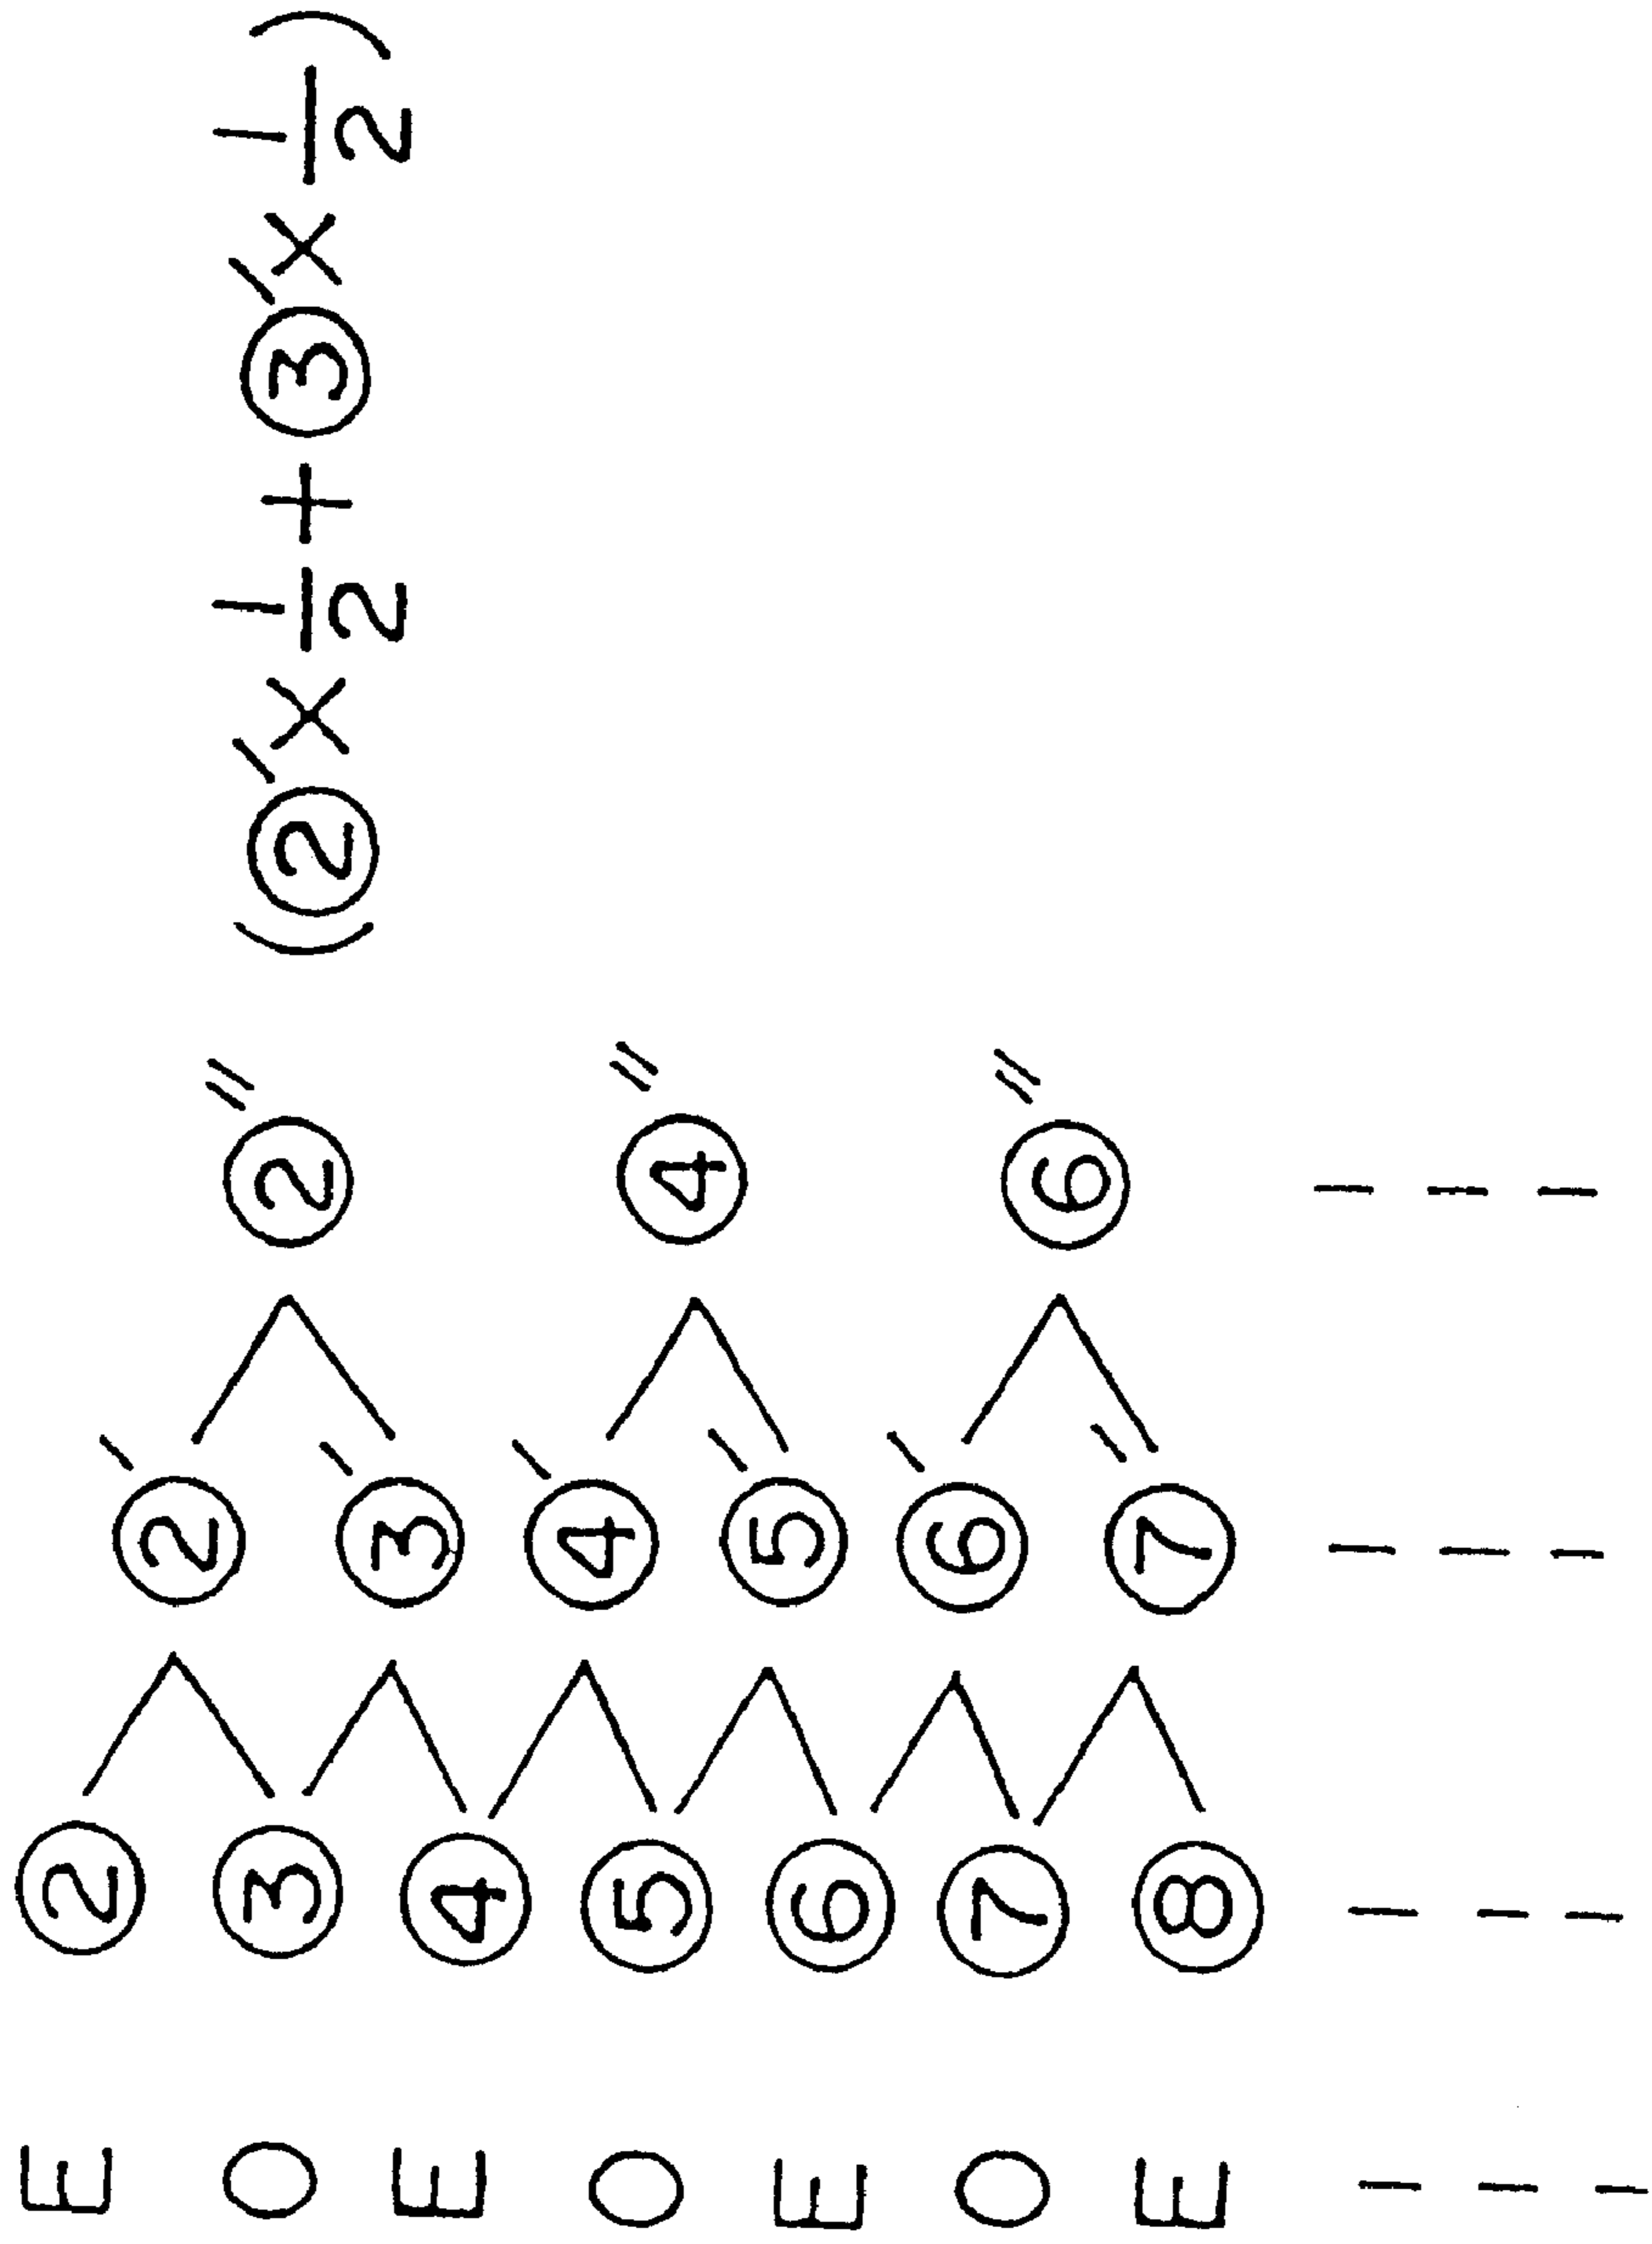 E ②
②'
O ③ ②'' (②'×1/2+③'×1/2)
③'
E ④
④'
O ⑤ ④''
⑤'
E ⑥
⑥'
O ⑦ ⑥''
⑦'
E ⑧